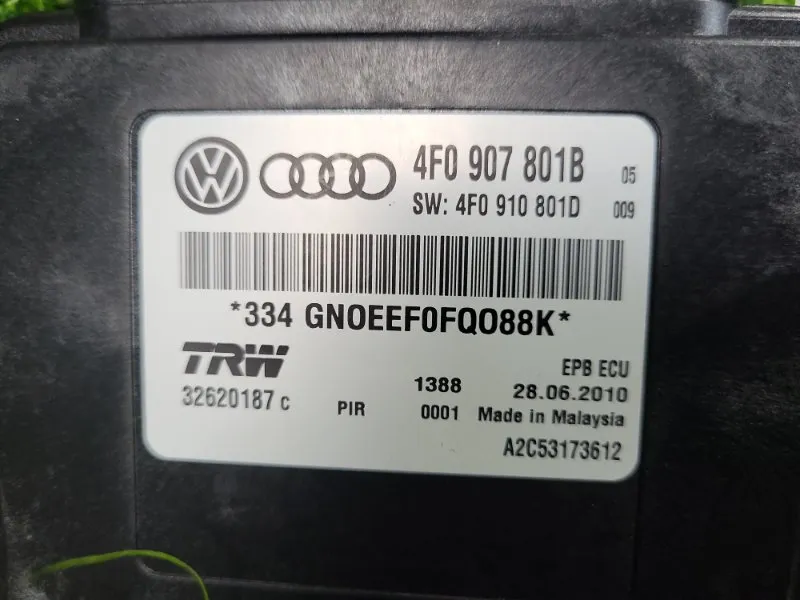 4F0 907 801B 05
SW: 4F0 910 801D 009
*334 GNOEEF0FQO88K*
TRW EPB ECU
1388 28.06.2010
32620187 c PIR 0001 Made in Malaysia
A2C53173612